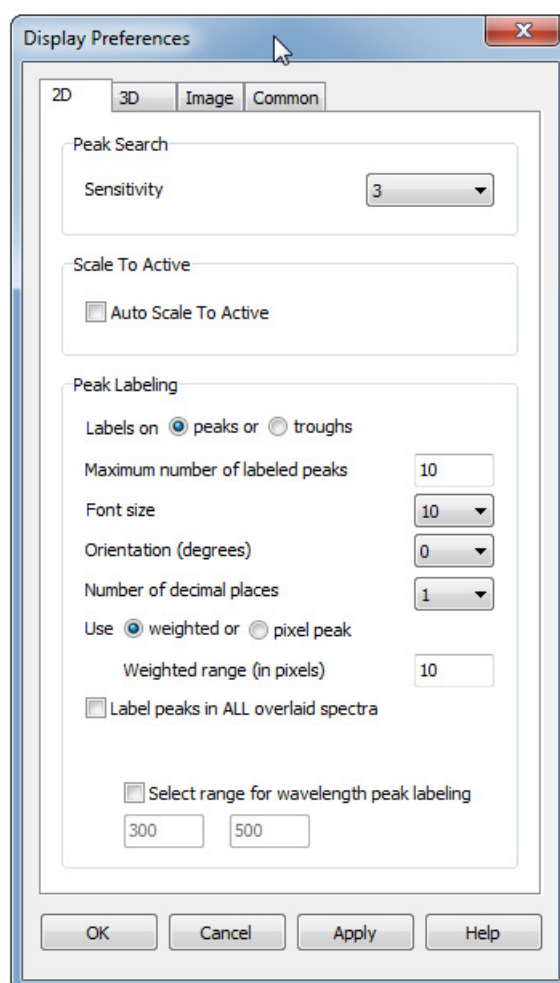 Display Preferences
2D 3D Image Common
Peak Search
Sensitivity 3
Scale To Active
Auto Scale To Active
Peak Labeling
Labels on peaks or troughs
Maximum number of labeled peaks 10
Font size 10
Orientation (degrees) 0
Number of decimal places 1
Use weighted or pixel peak
Weighted range (in pixels) 10
Label peaks in ALL overlaid spectra
Select range for wavelength peak labeling
300 500
OK Cancel Apply Help